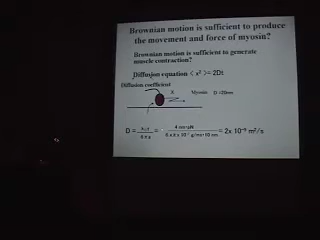 Brownian motion is sufficient to produce
the movement and force of myosin?
Brownian motion is sufficient to generate
muscle contraction?
Diffusion equation < x² >= 2Dt
Diffusion coefficient
X Myosin D =20nm
D = = = 2x 10 m²/s